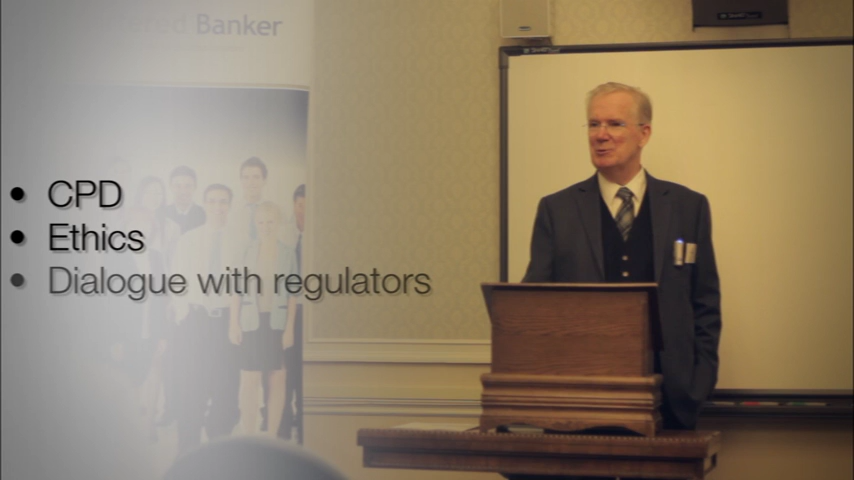 Banker
• CPD
• Ethics
• Dialogue with regulators